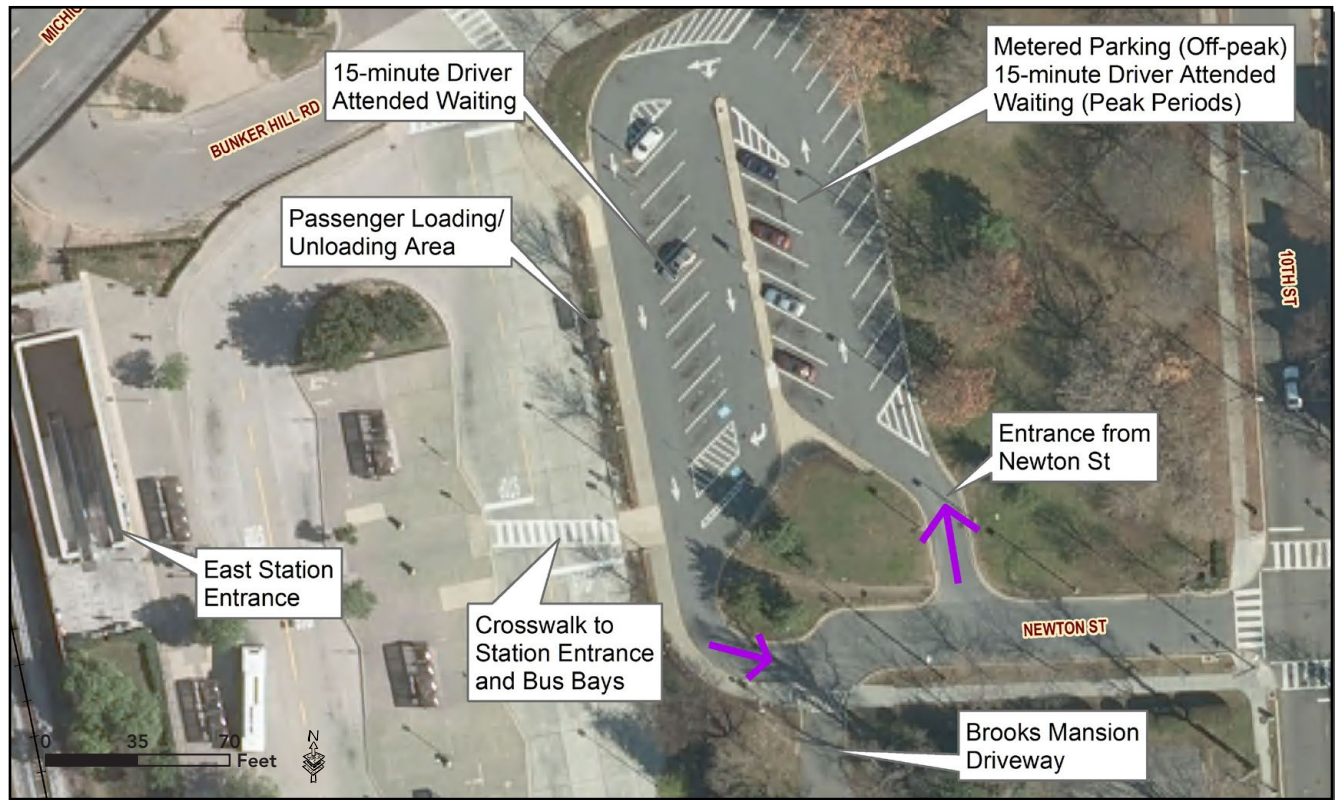 MICHIG
15-minute Driver
Attended Waiting
Metered Parking (Off-peak)
15-minute Driver Attended
Waiting (Peak Periods)
BUNKER HILL RD
Passenger Loading/
Unloading Area
10TH ST
Entrance from
Newton St
East Station
Entrance
Crosswalk to
Station Entrance
and Bus Bays
NEWTON ST
Brooks Mansion
Driveway
0 35 70
Feet
N